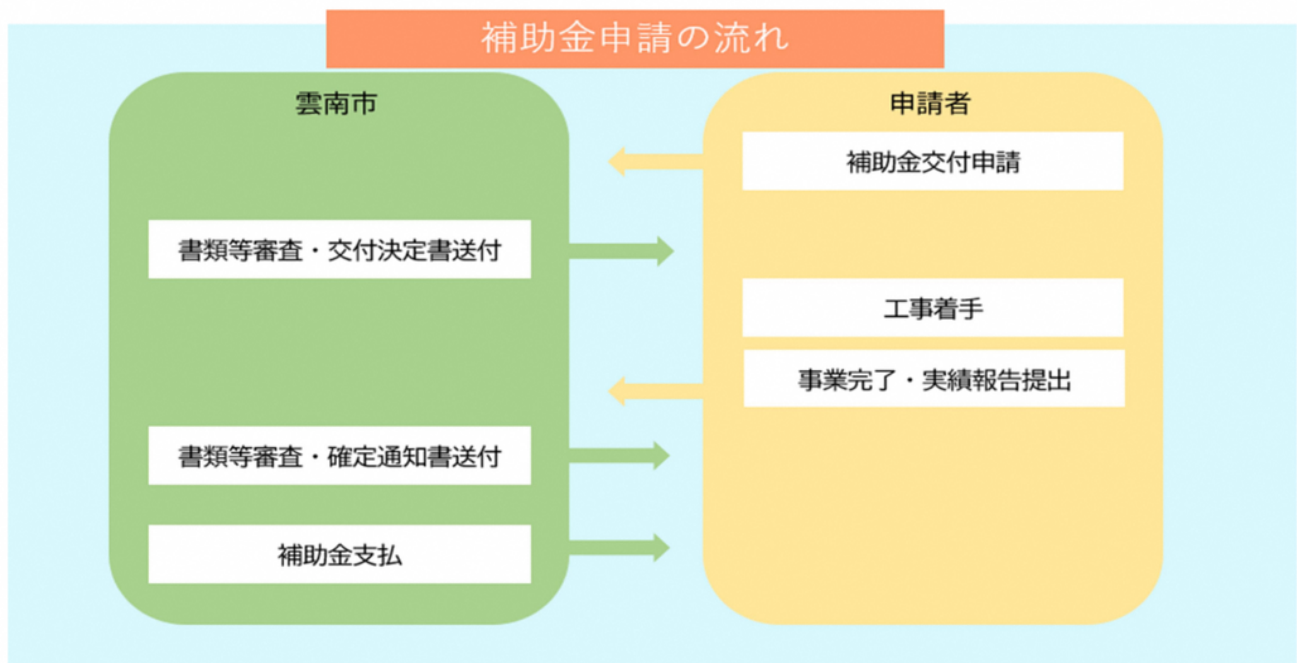 補助金申請の流れ
雲南市
申請者
補助金交付申請
書類等審査・交付決定書送付
工事着手
事業完了・実績報告提出
書類等審査・確定通知書送付
補助金支払